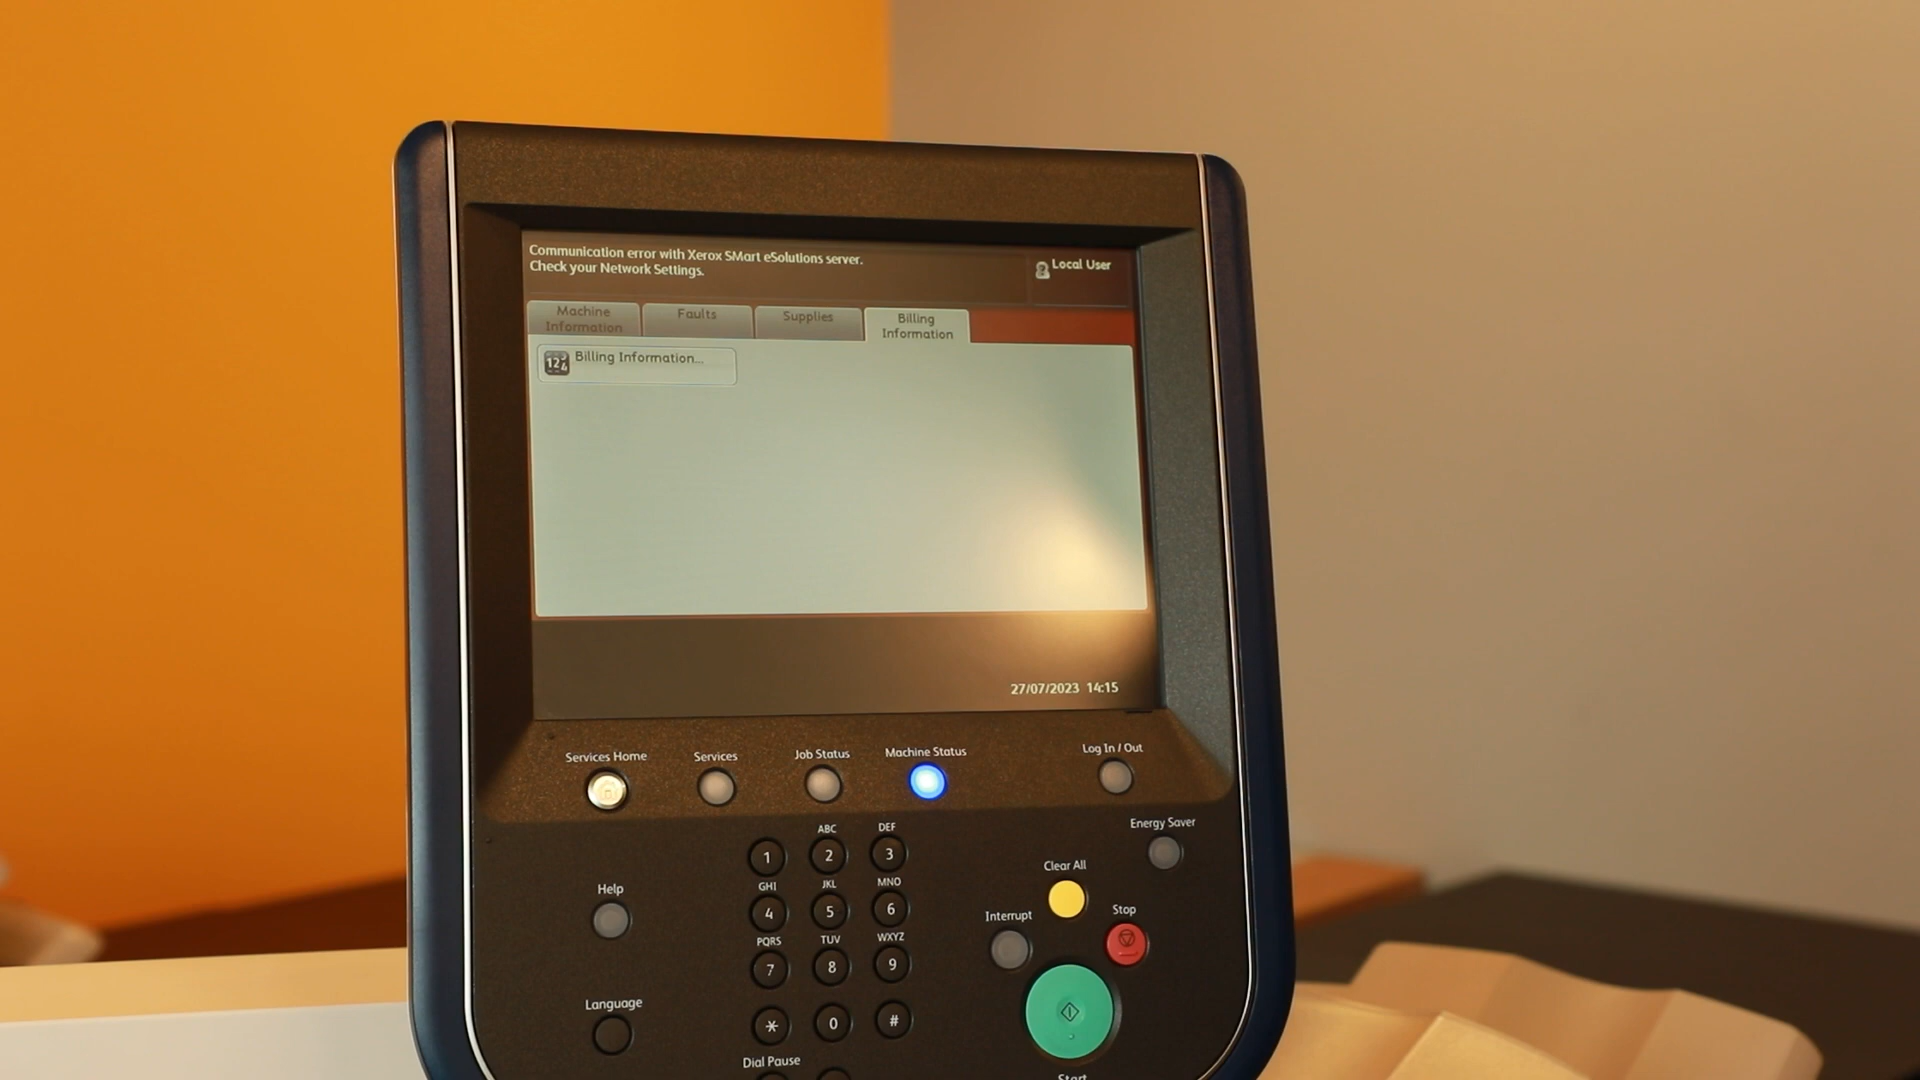 Communication error with Xerox SMart eSolutions server.
Check your Network Settings.
Local User
Machine
Information
Faults
Supplies
Billing
Information
Billing Information...
27/07/2023 14:15
Services Home
Services
Job Status
Machine Status
Log In / Out
Energy Saver
Help
Language
ABC
DEF
1
2
3
GHI
JKL
MNO
4
5
6
PQRS
TUV
WXYZ
7
8
9
*
0
#
Dial Pause
Clear All
Interrupt
Stop
Start